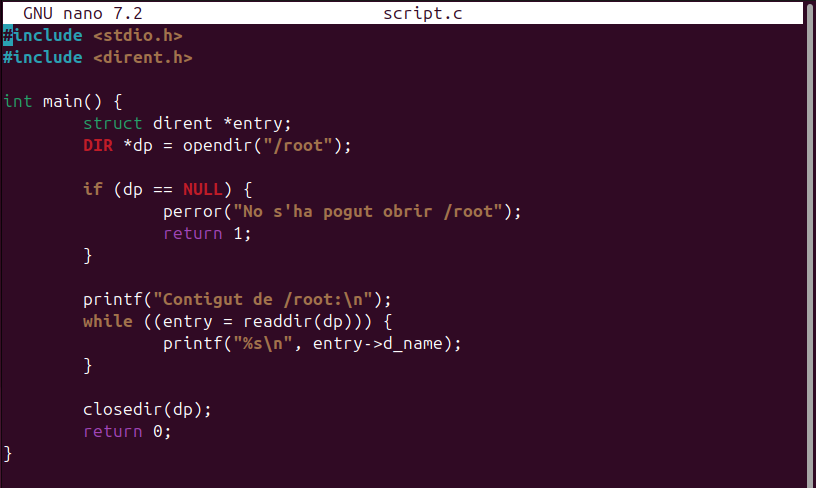 GNU nano 7.2 script.c
#include <stdio.h>
#include <dirent.h>
int main() {
        struct dirent *entry;
        DIR *dp = opendir("/root");
        if (dp == NULL) {
                perror("No s'ha pogut obrir /root");
                return 1;
        }
        printf("Contigut de /root:\n");
        while ((entry = readdir(dp))) {
                printf("%s\n", entry->d_name);
        }
        closedir(dp);
        return 0;
}